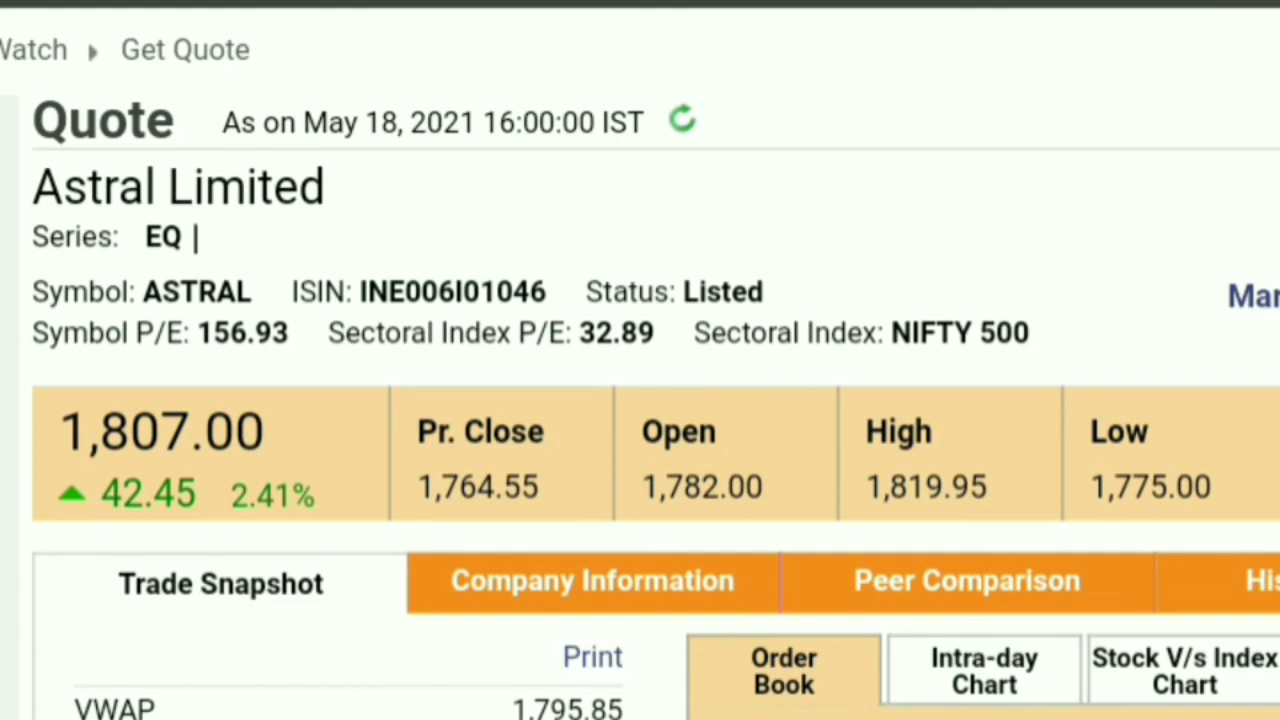 Get Quote
Quote As on May 18, 2021 16:00:00 IST
Astral Limited
Series: EQ |
Symbol: ASTRAL ISIN: INE006I01046 Status: Listed
Symbol P/E: 156.93 Sectoral Index P/E: 32.89 Sectoral Index: NIFTY 500
1,807.00 Pr. Close Open High Low
42.45 2.41% 1,764.55 1,782.00 1,819.95 1,775.00
Trade Snapshot Company Information Peer Comparison
Print Order Book Intra-day Chart Stock V/s Index Chart
VWAP 1,795.85